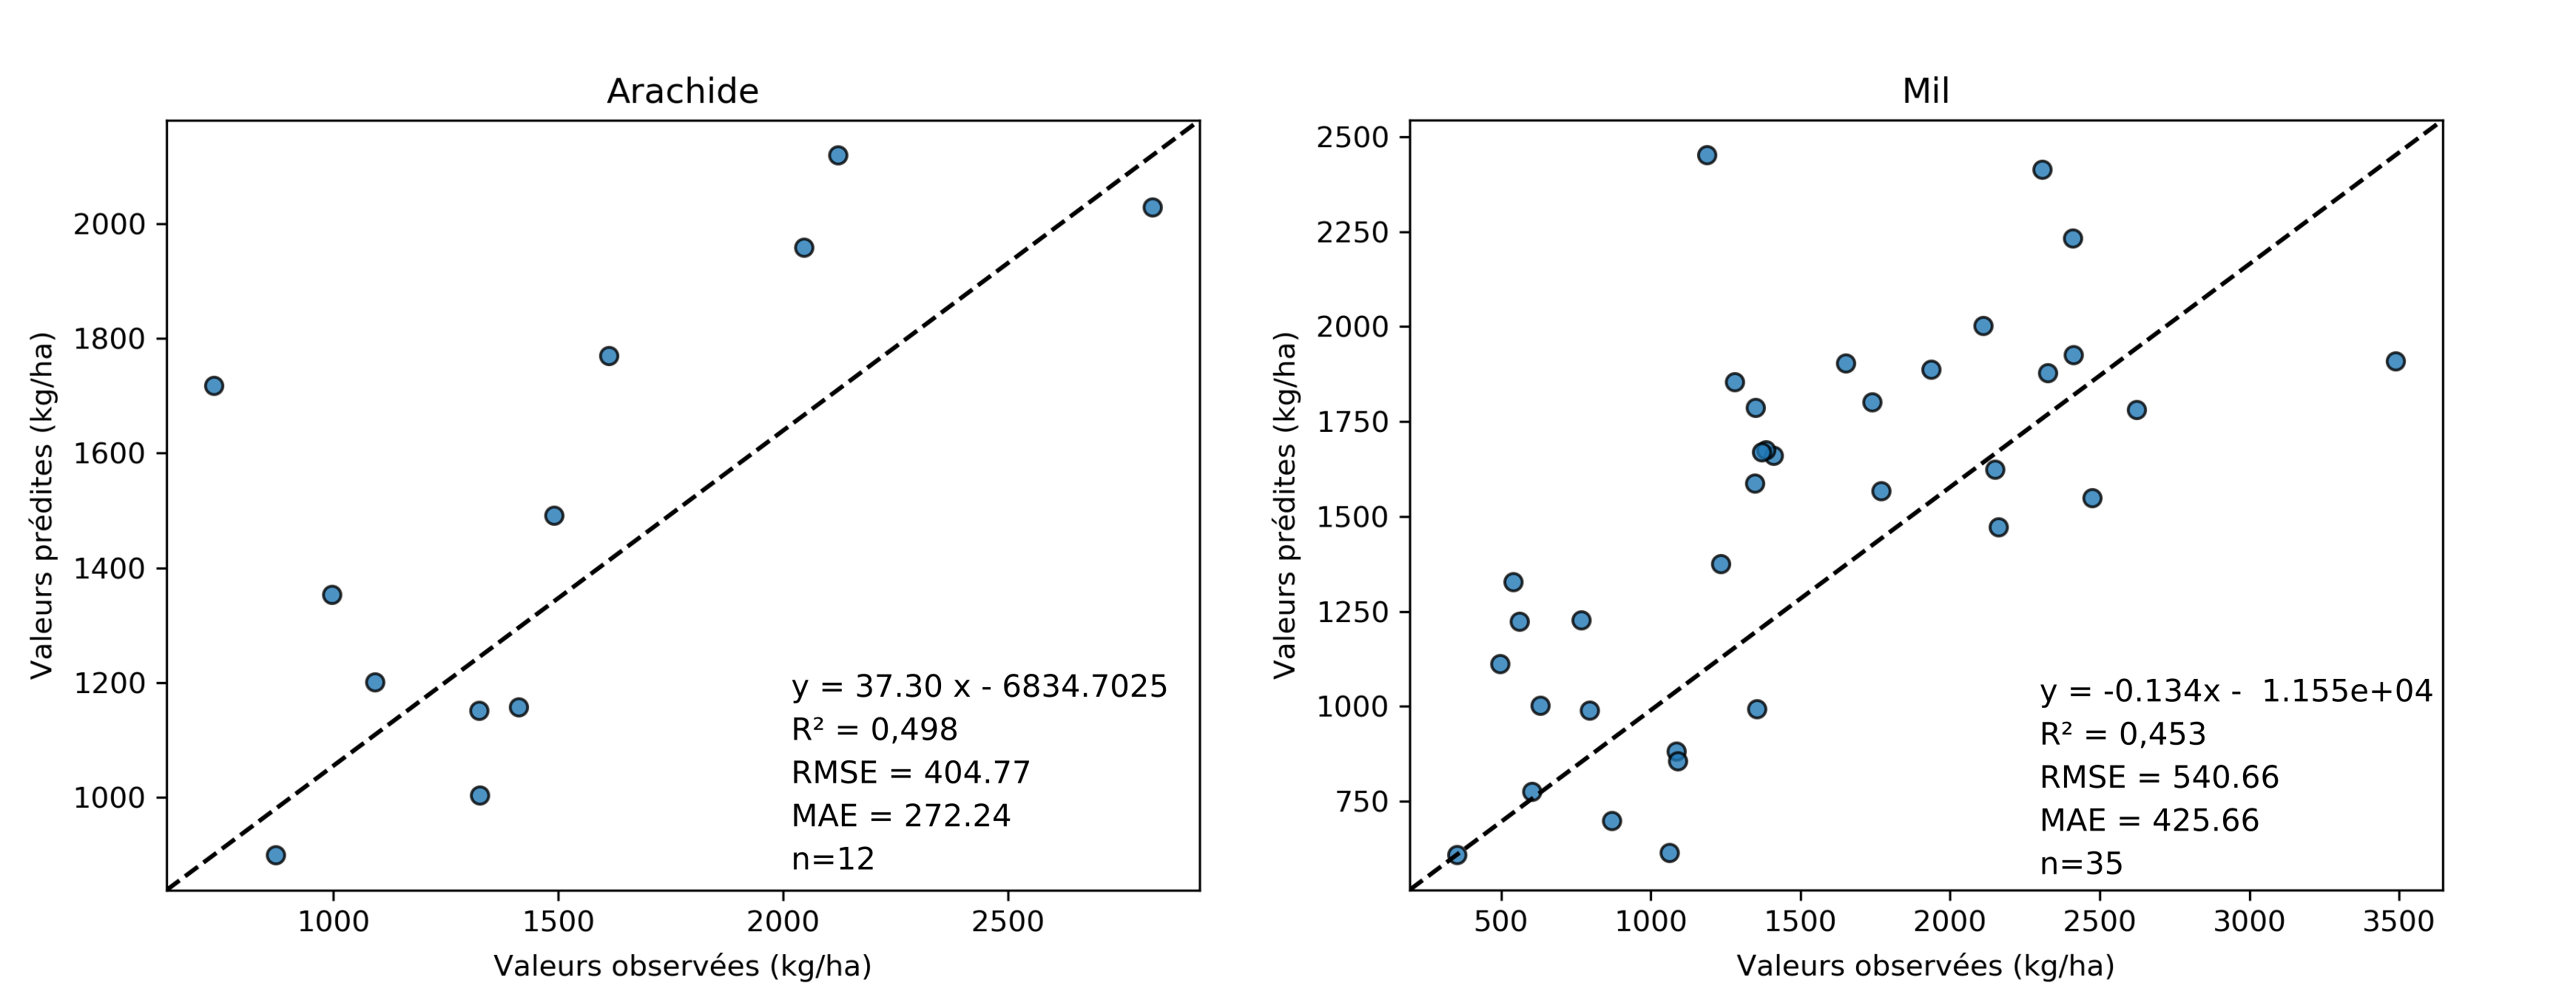 Arachide
Valeurs prédites (kg/ha)
2000
1800
1600
1400
1200
1000
y = 37.30 x - 6834.7025
R² = 0,498
RMSE = 404.77
MAE = 272.24
n=12
1000 1500 2000 2500
Valeurs observées (kg/ha)
Mil
Valeurs prédites (kg/ha)
2500
2250
2000
1750
1500
1250
1000
750
y = -0.134x -  1.155e+04
R² = 0,453
RMSE = 540.66
MAE = 425.66
n=35
500 1000 1500 2000 2500 3000 3500
Valeurs observées (kg/ha)